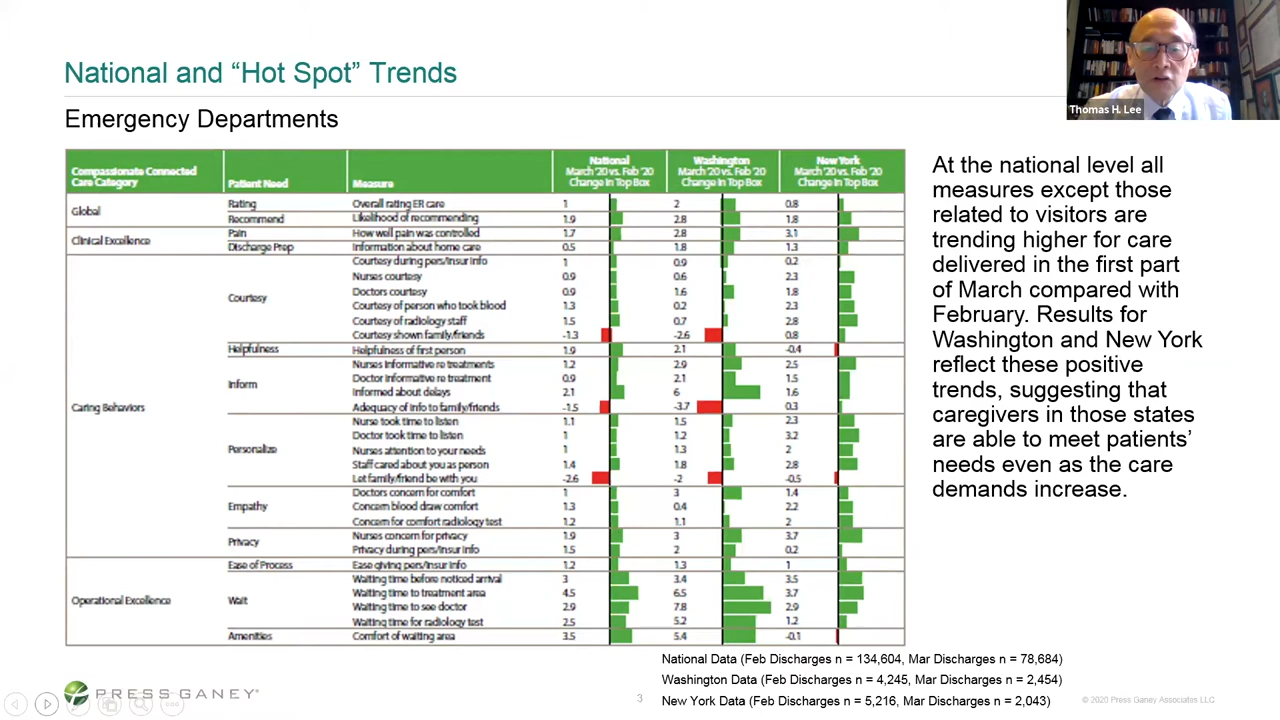 National and “Hot Spot” Trends
Emergency Departments
Thomas H. Lee
Compassionate Connected Care Category Patient Need Measure National March '20 vs. Feb '20 Change In Top Box Washington March '20 vs. Feb '20 Change In Top Box New York March '20 vs. Feb '20 Change In Top Box
Global Rating Overall rating ER care 1 2 0.8
Recommend Likelihood of recommending 1.9 2.8 1.8
Clinical Excellence Pain How well pain was controlled 1.7 2.8 3.1
Discharge Prep Information about home care 0.5 1.8 1.3
Caring Behaviors Courtesy Courtesy during pers/insur info 1 0.9 0.2
Nurses courtesy 0.9 0.6 2.3
Doctors courtesy 0.9 1.6 1.8
Courtesy of person who took blood 1.3 0.2 2.3
Courtesy of radiology staff 1.5 0.7 2.8
Courtesy shown family/friends -1.3 -2.6 0.8
Helpfulness Helpfulness of first person 1.9 2.1 -0.4
Inform Nurses informative re treatments 1.2 2.9 2.5
Doctor informative re treatment 0.9 2.1 1.5
Informed about delays 2.1 6 1.6
Adequacy of info to family/friends -1.5 -3.7 0.3
Personalize Nurse took time to listen 1.1 1.5 2.3
Doctor took time to listen 1 1.2 3.2
Nurses attention to your needs 1 1.3 2
Staff cared about you as person 1.4 1.8 2.8
Let family/friend be with you -2.6 -2 -0.5
Empathy Doctors concern for comfort 1 3 1.4
Concern blood draw comfort 1.3 0.4 2.2
Concern for comfort radiology test 1.2 1.1 2
Privacy Nurses concern for privacy 1.9 3 3.7
Privacy during pers/insur info 1.5 2 0.2
Operational Excellence Ease of Process Ease giving pers/insur info 1.2 1.3 1
Wait Waiting time before noticed arrival 3 3.4 3.5
Waiting time to treatment area 4.5 6.5 3.7
Waiting time to see doctor 2.9 7.8 2.9
Waiting time for radiology test 2.5 5.2 1.2
Amenities Comfort of waiting area 3.5 5.4 -0.1
At the national level all
measures except those
related to visitors are
trending higher for care
delivered in the first part
of March compared with
February. Results for
Washington and New York
reflect these positive
trends, suggesting that
caregivers in those states
are able to meet patients’
needs even as the care
demands increase.
National Data (Feb Discharges n = 134,604, Mar Discharges n = 78,684)
Washington Data (Feb Discharges n = 4,245, Mar Discharges n = 2,454)
New York Data (Feb Discharges n = 5,216, Mar Discharges n = 2,043)
PRESS GANEY®
3
© 2020 Press Ganey Associates LLC